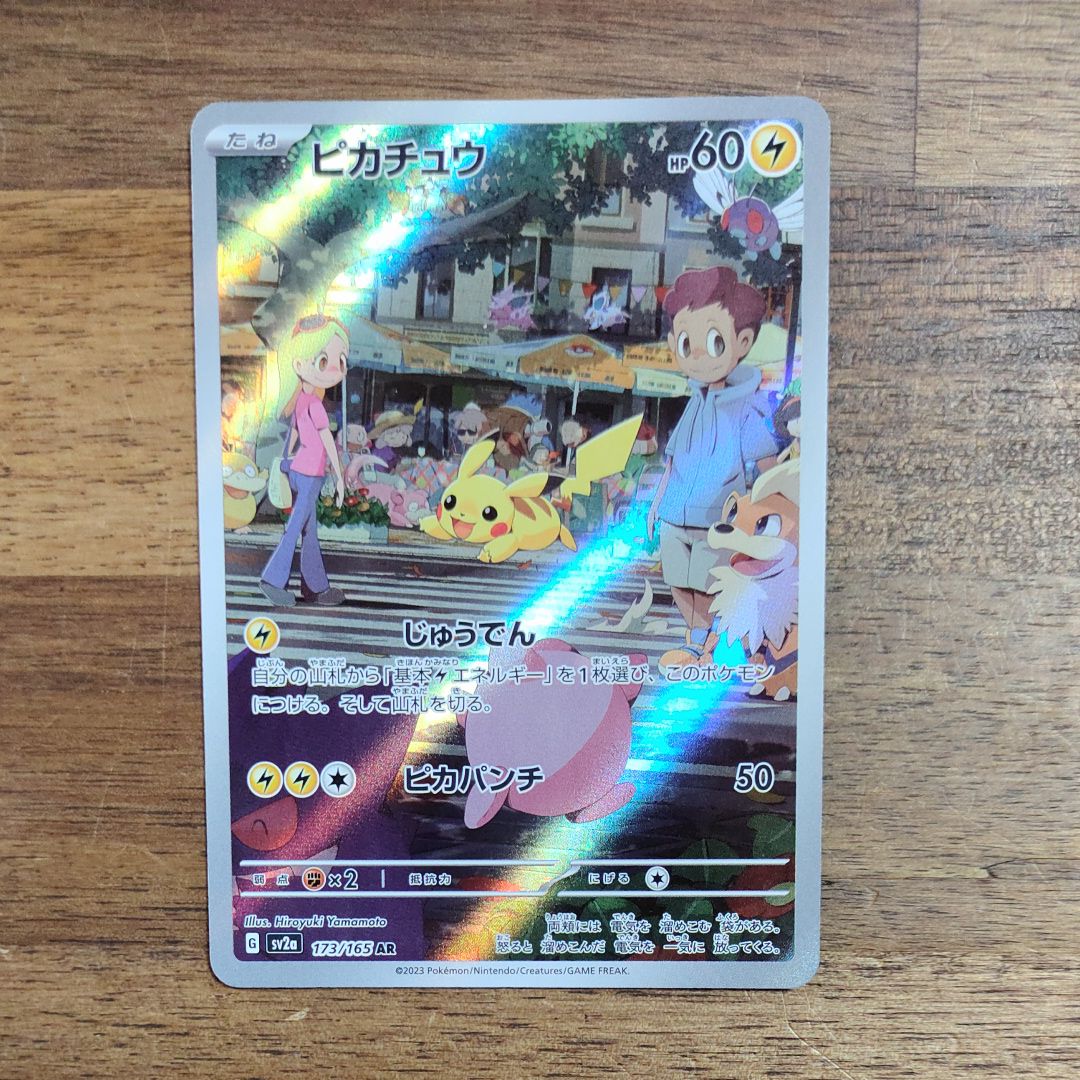 たね ピカチュウ HP60
じゅうでん
自分の山札から「基本エネルギー」を1枚選び、このポケモン
につける。そして山札を切る。
ピカパンチ 50
弱点 ×2 抵抗力 にげる
Illus. Hiroyuki Yamamoto
両頬には 電気を 溜めこむ 袋がある。
怒ると 溜めこんだ 電気を 一気に 放ってくる。
G sv2a 173/165 AR
©2023 Pokémon/Nintendo/Creatures/GAME FREAK.